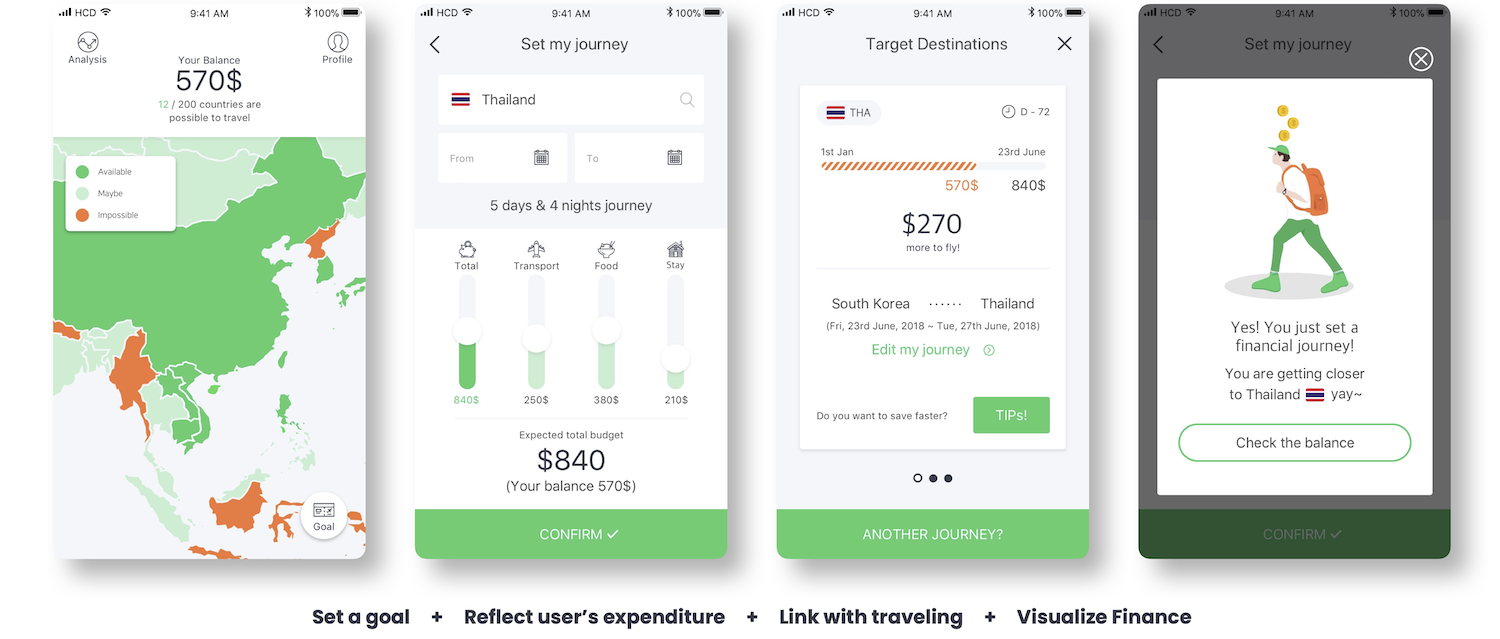 HCD
9:41 AM
100%
Analysis
Profile
Your Balance
570$
12 / 200 countries are
possible to travel
Available
Maybe
Impossible
Goal
HCD
9:41 AM
100%
Set my journey
Thailand
From
To
5 days & 4 nights journey
Total
Transport
Food
Stay
840$
250$
380$
210$
Expected total budget
$840
(Your balance 570$)
CONFIRM
HCD
9:41 AM
100%
Target Destinations
THA
D - 72
1st Jan
23rd June
570$
840$
$270
more to fly!
South Korea ······ Thailand
(Fri, 23rd June, 2018 ~ Tue, 27th June, 2018)
Edit my journey
Do you want to save faster?
TIPs!
ANOTHER JOURNEY?
HCD
9:41 AM
100%
Set my journey
Yes! You just set a
financial journey!
You are getting closer
to Thailand yay~
Check the balance
CONFIRM
Set a goal + Reflect user's expenditure + Link with traveling + Visualize Finance